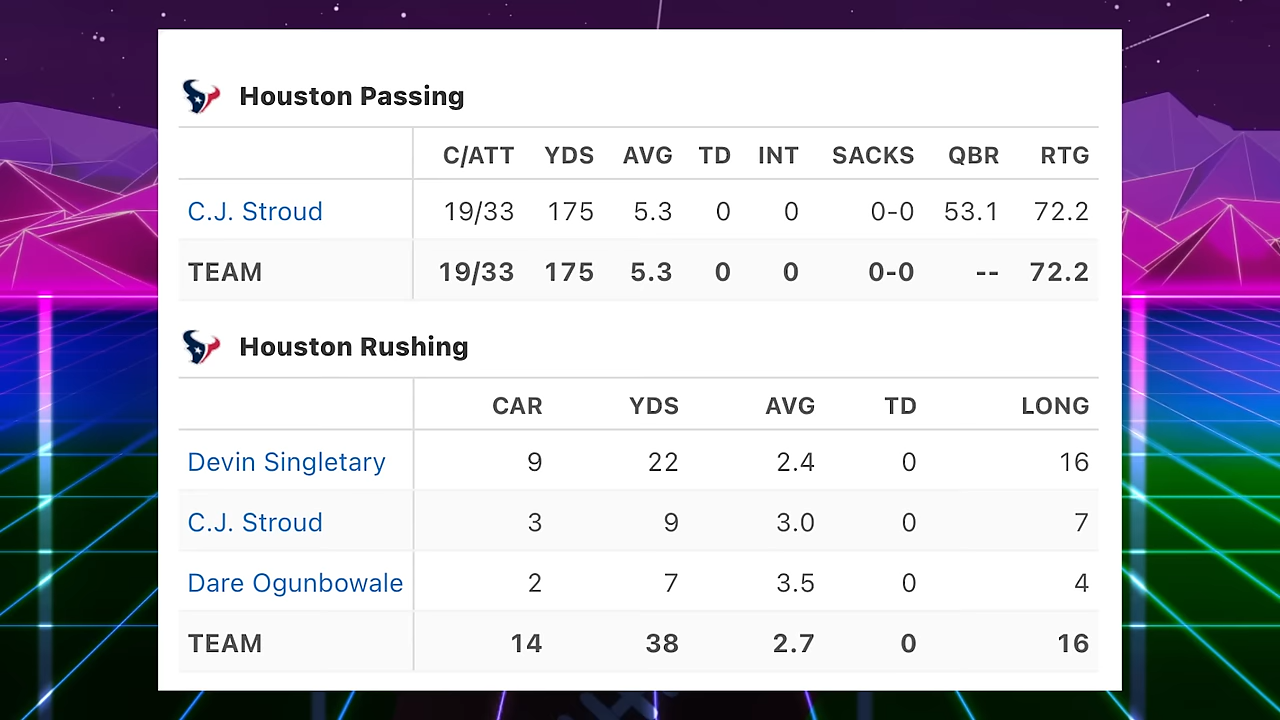 Houston Passing
C/ATT YDS AVG TD INT SACKS QBR RTG
C.J. Stroud 19/33 175 5.3 0 0 0-0 53.1 72.2
TEAM 19/33 175 5.3 0 0 0-0 -- 72.2
Houston Rushing
CAR YDS AVG TD LONG
Devin Singletary 9 22 2.4 0 16
C.J. Stroud 3 9 3.0 0 7
Dare Ogunbowale 2 7 3.5 0 4
TEAM 14 38 2.7 0 16